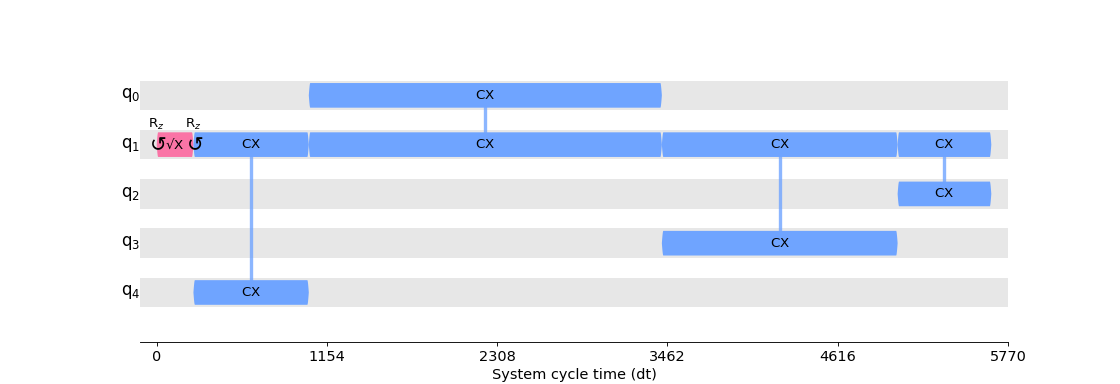 q0 CX
Rz Rz
q1 √X CX CX CX CX
q2 CX
q3 CX
q4 CX
0 1154 2308 3462 4616 5770
System cycle time (dt)